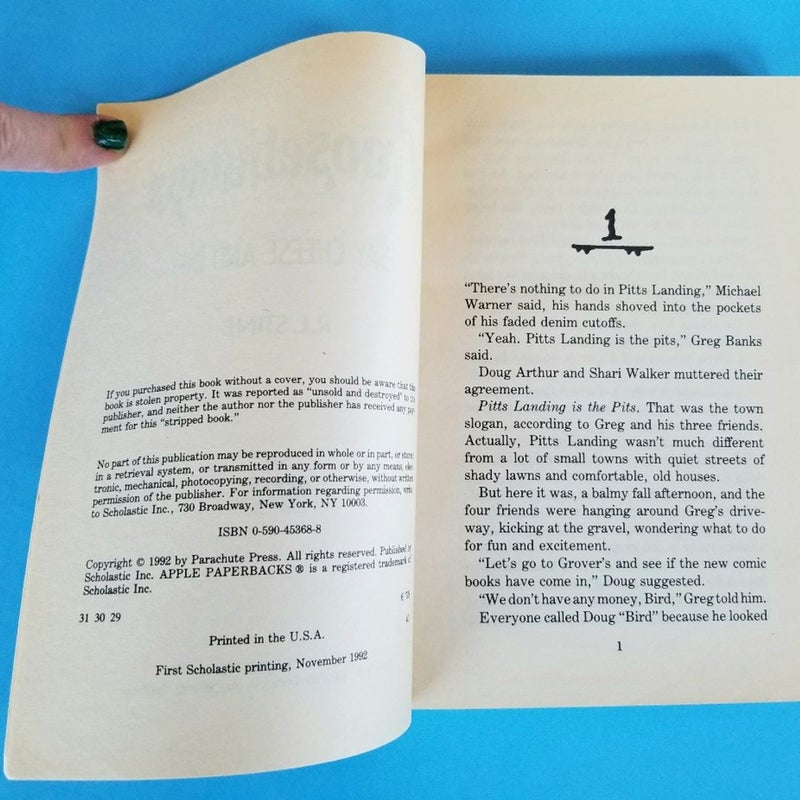 If you purchased this book without a cover, you should be aware that this
book is stolen property. It was reported as "unsold and destroyed" to the
publisher, and neither the author nor the publisher has received any pay-
ment for this "stripped book."
No part of this publication may be reproduced in whole or in part, or stored
in a retrieval system, or transmitted in any form or by any means, elec-
tronic, mechanical, photocopying, recording, or otherwise, without written
permission of the publisher. For information regarding permission, write
to Scholastic Inc., 730 Broadway, New York, NY 10003.
ISBN 0-590-45368-8
Copyright © 1992 by Parachute Press. All rights reserved. Published by
Scholastic Inc. APPLE PAPERBACKS ® is a registered trademark of
Scholastic Inc.
31 30 29
Printed in the U.S.A.
First Scholastic printing, November 1992
1
"There's nothing to do in Pitts Landing," Michael
Warner said, his hands shoved into the pockets
of his faded denim cutoffs.
"Yeah. Pitts Landing is the pits," Greg Banks
said.
Doug Arthur and Shari Walker muttered their
agreement.
Pitts Landing is the Pits. That was the town
slogan, according to Greg and his three friends.
Actually, Pitts Landing wasn't much different
from a lot of small towns with quiet streets of
shady lawns and comfortable, old houses.
But here it was, a balmy fall afternoon, and the
four friends were hanging around Greg's drive-
way, kicking at the gravel, wondering what to do
for fun and excitement.
"Let's go to Grover's and see if the new comic
books have come in," Doug suggested.
"We don't have any money, Bird," Greg told him.
Everyone called Doug "Bird" because he looked
1